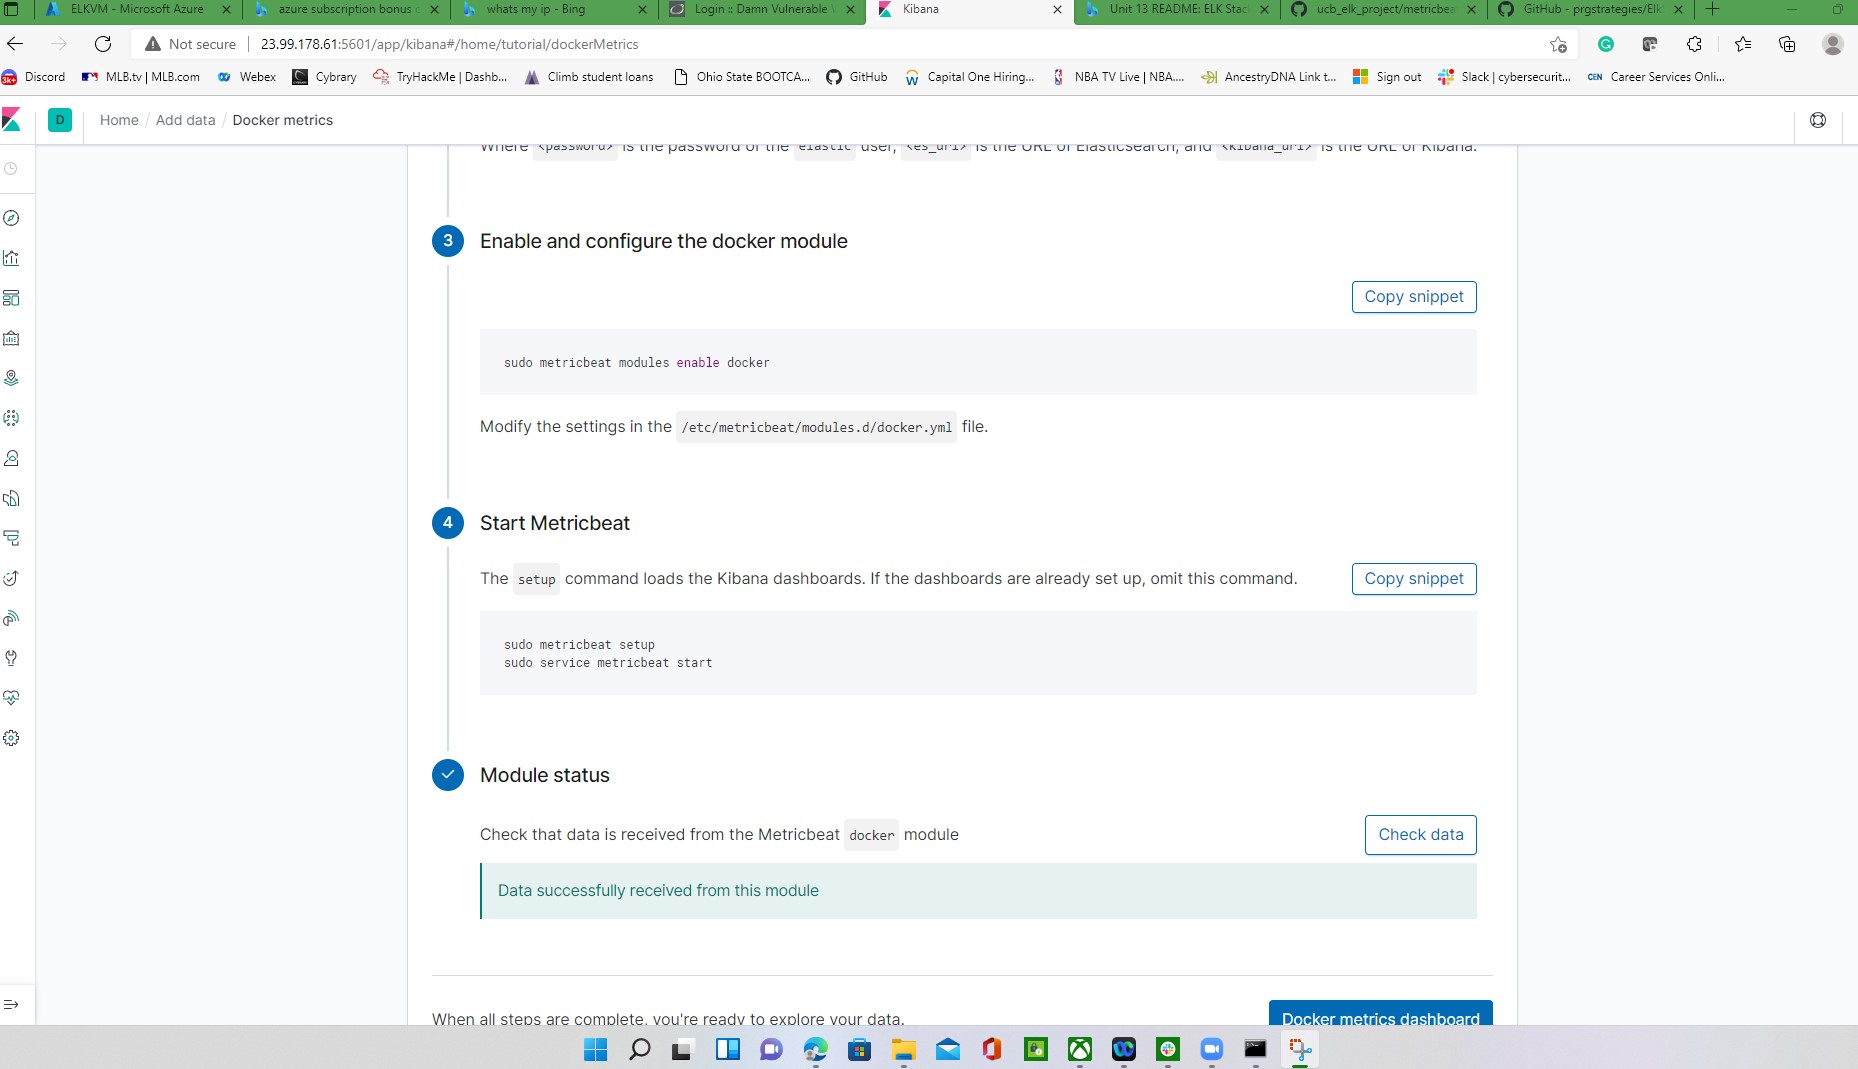 ELKVM - Microsoft Azure
azure subscription bonus
whats my ip - Bing
Login :: Damn Vulnerable
Kibana
Unit 13 README: ELK Stac
ucb_elk_project/metricbea
GitHub - prgstrategies/Elk
Not secure
23.99.178.61:5601/app/kibana#/home/tutorial/dockerMetrics
Discord
MLB.tv | MLB.com
Webex
Cybrary
TryHackMe | Dashb...
Climb student loans
Ohio State BOOTCA...
GitHub
Capital One Hiring...
NBA TV Live | NBA....
AncestryDNA Link t...
Sign out
Slack | cybersecurit...
CEN Career Services Onli...
D
Home / Add data / Docker metrics
Where <password> is the password of the elastic user, <es_url> is the URL of Elasticsearch, and <kibana_url> is the URL of Kibana.
3 Enable and configure the docker module
Copy snippet
sudo metricbeat modules enable docker
Modify the settings in the /etc/metricbeat/modules.d/docker.yml file.
4 Start Metricbeat
The setup command loads the Kibana dashboards. If the dashboards are already set up, omit this command.
Copy snippet
sudo metricbeat setup
sudo service metricbeat start
Module status
Check that data is received from the Metricbeat docker module
Check data
Data successfully received from this module
When all steps are complete, you're ready to explore your data.
Docker metrics dashboard